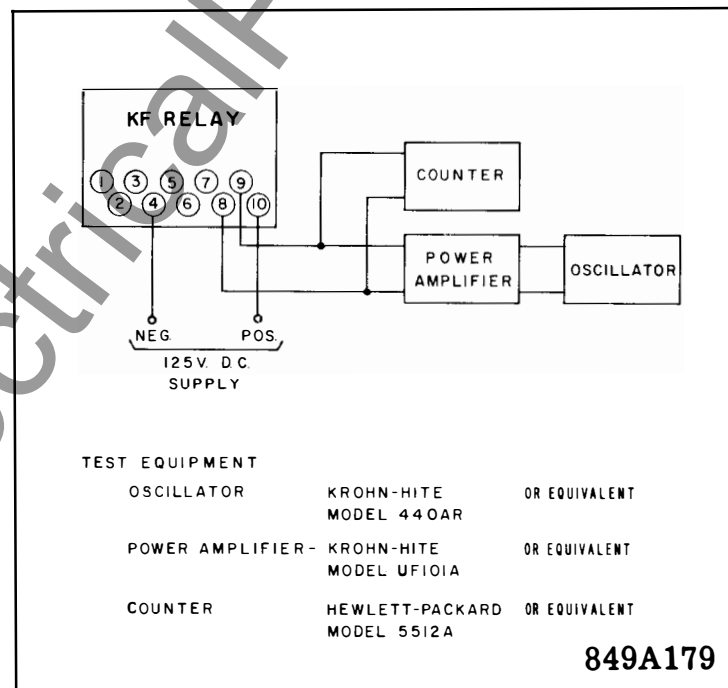 KF RELAY
1 3 5 7 9
2 4 6 8 10
COUNTER
POWER
AMPLIFIER
OSCILLATOR
NEG. POS.
125V. D.C.
SUPPLY
TEST EQUIPMENT
OSCILLATOR KROHN-HITE OR EQUIVALENT
MODEL 440AR
POWER AMPLIFIER- KROHN-HITE OR EQUIVALENT
MODEL UF101A
COUNTER HEWLETT-PACKARD OR EQUIVALENT
MODEL 5512A
849A179